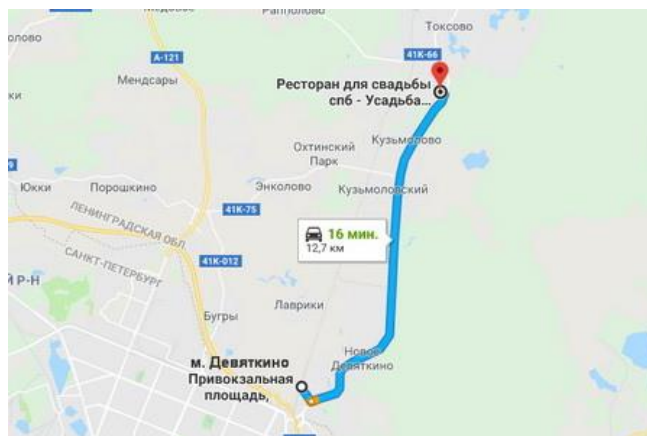 Медовое
Рапполово
Токсово
олово
А-121
41К-66
Мендсары
Ресторан для свадьбы
спб - Усадьба...
ки
Кузьмолово
Охтинский
Парк
Юкки
Порошкино
Энколово
Кузьмоловский
41К-75
ЛЕНИНГРАДСКАЯ ОБЛ.
САНКТ-ПЕТЕРБУРГ
16 мин.
12,7 км
41К-012
Й Р-Н
Лаврики
Бугры
Новое
Девяткино
м. Девяткино
Привокзальная
площадь,